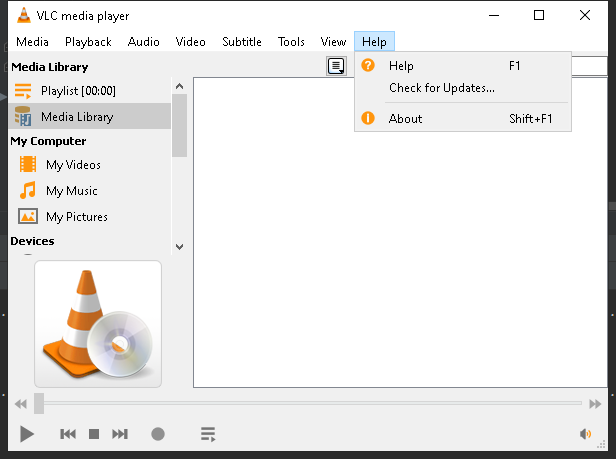 VLC media player
Media Playback Audio Video Subtitle Tools View Help
Media Library
Playlist [00:00]
Media Library
My Computer
My Videos
My Music
My Pictures
Devices
Help F1
Check for Updates...
About Shift+F1